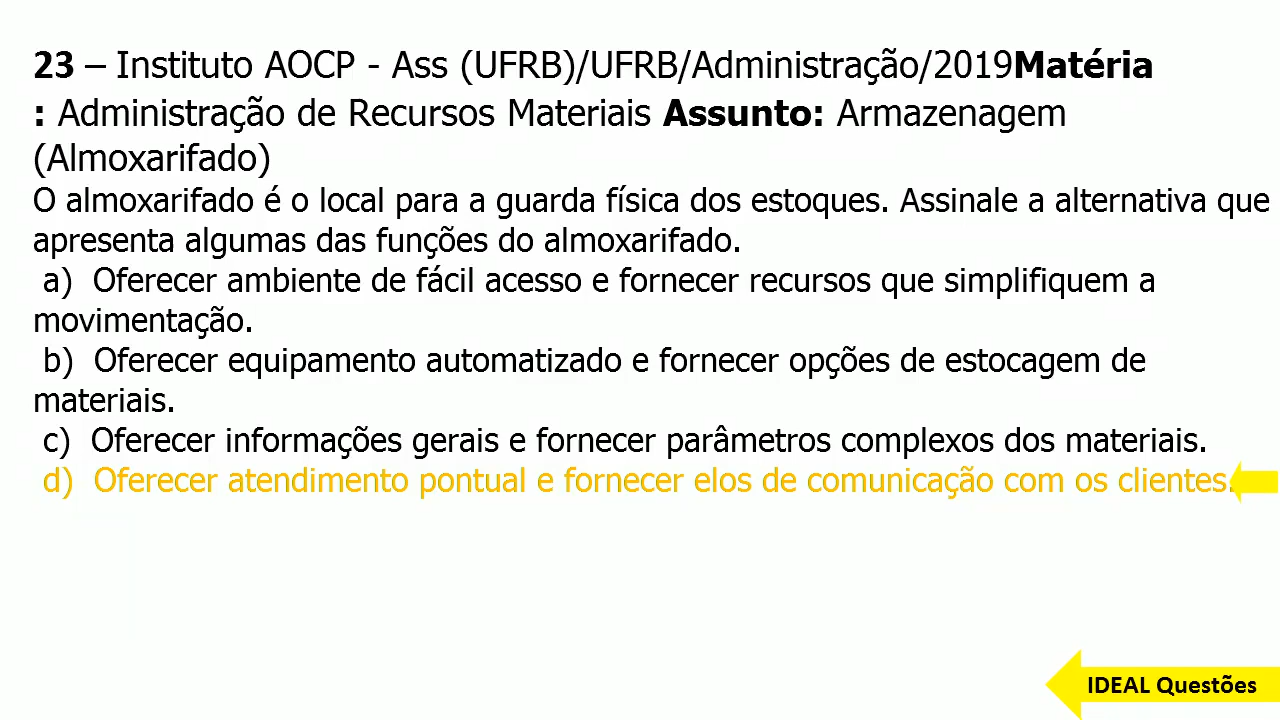 23 – Instituto AOCP - Ass (UFRB)/UFRB/Administração/2019Matéria
: Administração de Recursos Materiais Assunto: Armazenagem
(Almoxarifado)
O almoxarifado é o local para a guarda física dos estoques. Assinale a alternativa que
apresenta algumas das funções do almoxarifado.
a) Oferecer ambiente de fácil acesso e fornecer recursos que simplifiquem a
movimentação.
b) Oferecer equipamento automatizado e fornecer opções de estocagem de
materiais.
c) Oferecer informações gerais e fornecer parâmetros complexos dos materiais.
d) Oferecer atendimento pontual e fornecer elos de comunicação com os clientes.
IDEAL Questões